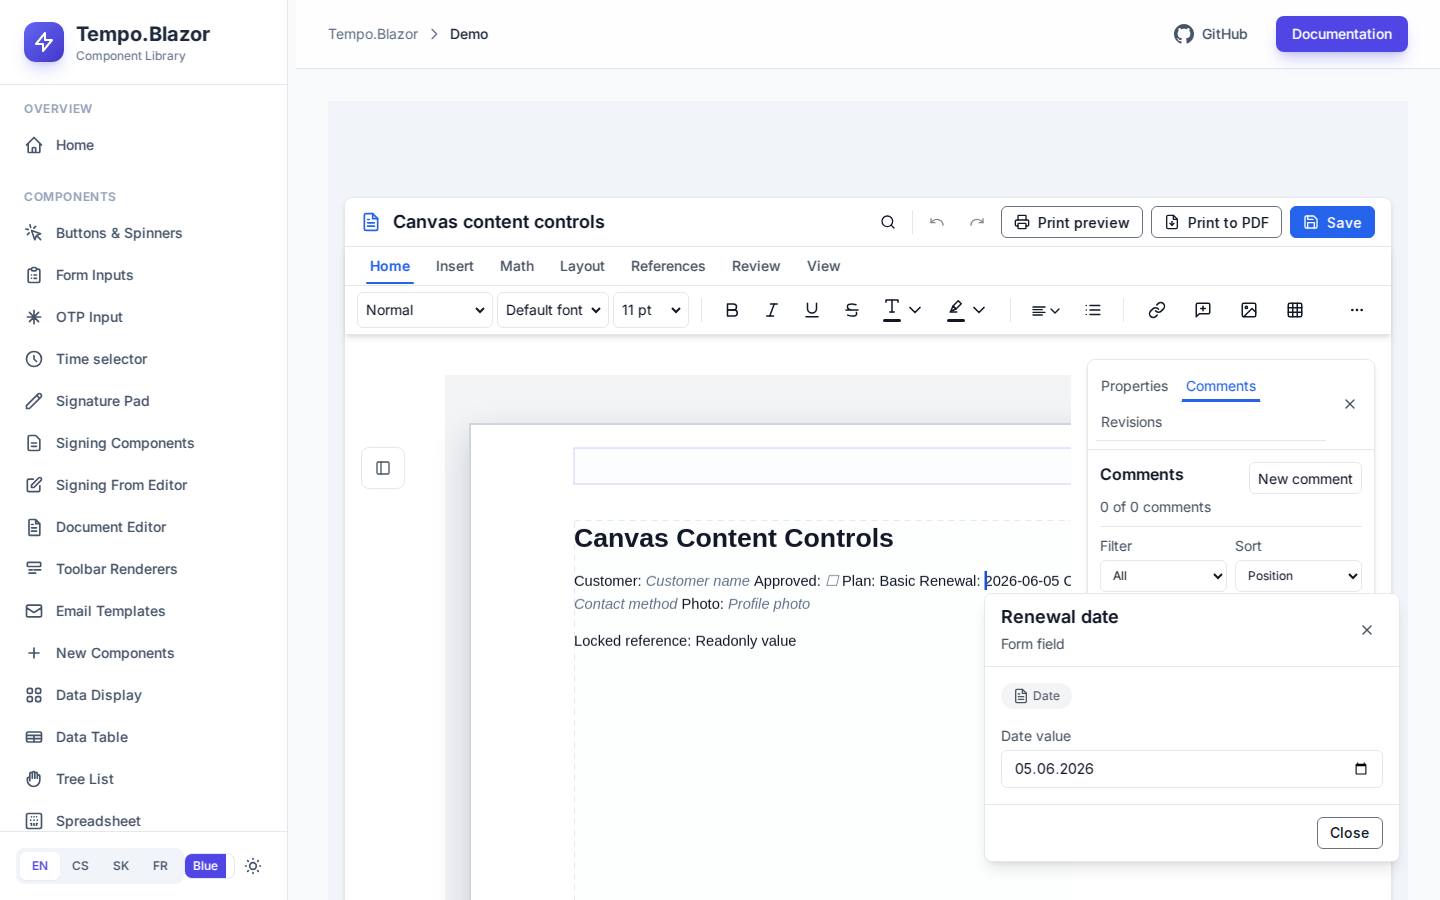 Tempo.Blazor
Component Library
OVERVIEW
Home
COMPONENTS
Buttons & Spinners
Form Inputs
OTP Input
Time selector
Signature Pad
Signing Components
Signing From Editor
Document Editor
Toolbar Renderers
Email Templates
New Components
Data Display
Data Table
Tree List
Spreadsheet
EN CS SK FR Blue
Tempo.Blazor Demo
GitHub
Documentation
Canvas content controls
Print preview
Print to PDF
Save
Home Insert Math Layout References Review View
Normal Default font 11 pt
Properties Comments
Revisions
Comments
New comment
0 of 0 comments
Filter Sort
All Position
Canvas Content Controls
Customer: Customer name Approved: ☐ Plan: Basic Renewal: 2026-06-05
Contact method Photo: Profile photo
Locked reference: Readonly value
Renewal date
Form field
Date
Date value
05.06.2026
Close